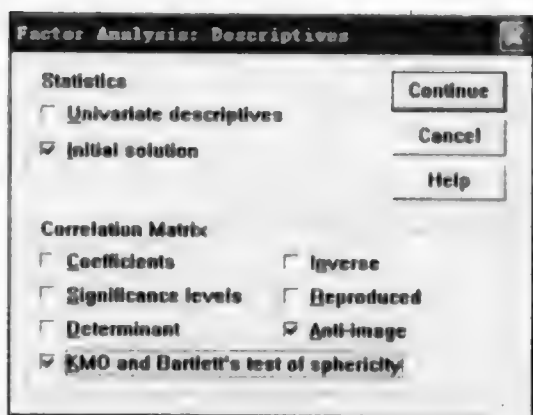 Factor Analysis: Descriptives
Statistics
Univariate descriptives
Initial solution
Continue
Cancel
Help
Correlation Matrix
Coefficients
Inverse
Significance levels
Reproduced
Determinant
Anti-image
KMO and Bartlett's test of sphericity